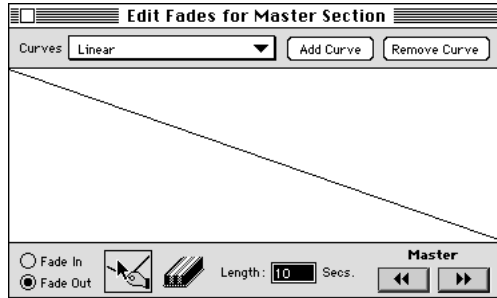 Edit Fades for Master Section
Curves Linear Add Curve Remove Curve
Fade In
Fade Out
Length: 10 Secs.
Master